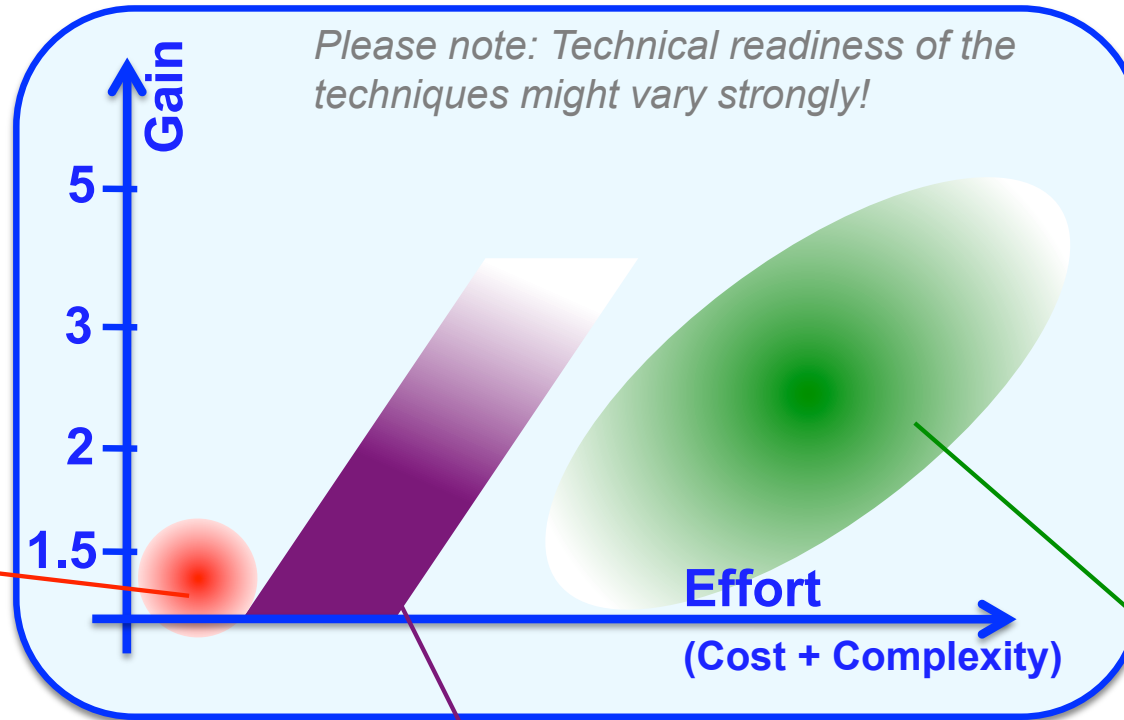 Please note: Technical readiness of the
techniques might vary strongly!
Gain
5
3
2
1.5
Effort
(Cost + Complexity)